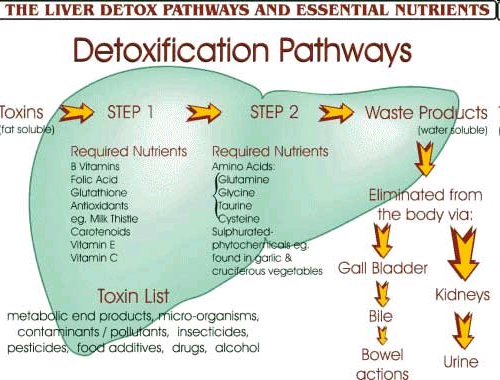 THE LIVER DETOX PATHWAYS AND ESSENTIAL NUTRIENTS
Detoxification Pathways
Toxins
(fat soluble)
STEP 1
STEP 2
Waste Products
(water soluble)
Required Nutrients
B Vitamins
Folic Acid
Glutathione
Antioxidants
eg. Milk Thistle
Carotenoids
Vitamin E
Vitamin C
Required Nutrients
Amino Acids:
Glutamine
Glycine
Taurine
Cysteine
Sulphurated-
phytochemicals eg.
found in garlic &
cruciferous vegetables
Eliminated from
the body via:
Gall Bladder
Bile
Bowel
actions
Kidneys
Urine
Toxin List
metabolic end products, micro-organisms,
contaminants / pollutants, insecticides,
pesticides, food additives, drugs, alcohol